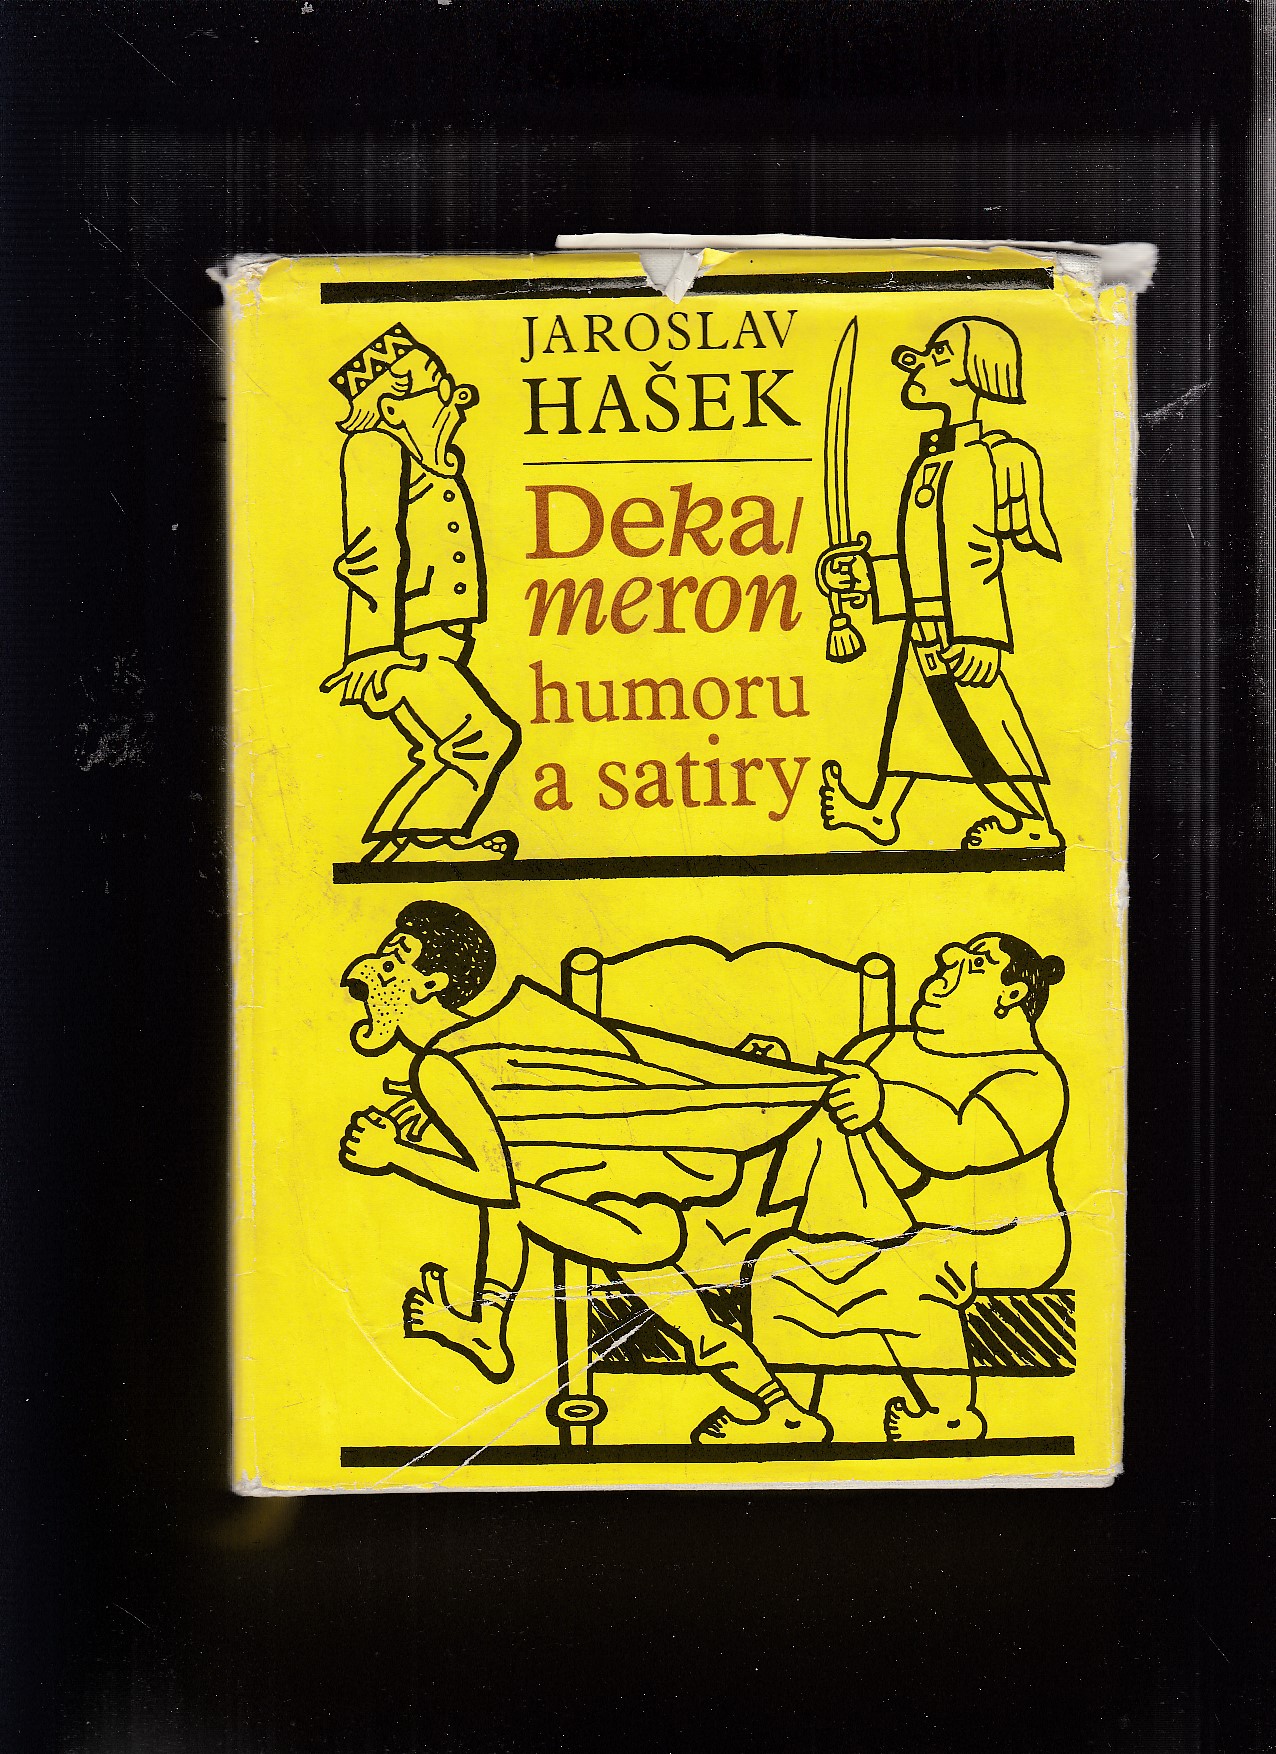 JAROSLAV
HAŠEK
Deka/
meron
humoru
a satiry